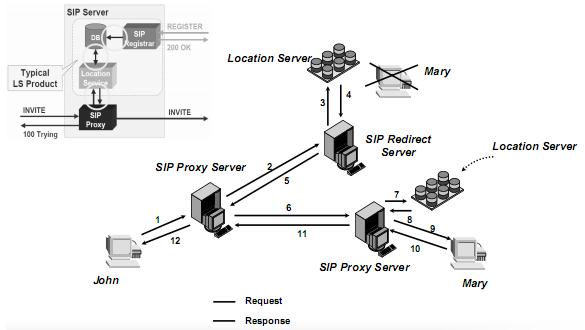 SIP Server
DB
SIP
Registrar
REGISTER
200 OK
Typical
LS Product
Location
Service
INVITE
SIP
Proxy
INVITE
100 Trying
Location Server
Mary
3
4
SIP Redirect
Server
Location Server
SIP Proxy Server
2
5
7
1
6
8
9
12
11
10
John
SIP Proxy Server
Mary
Request
Response